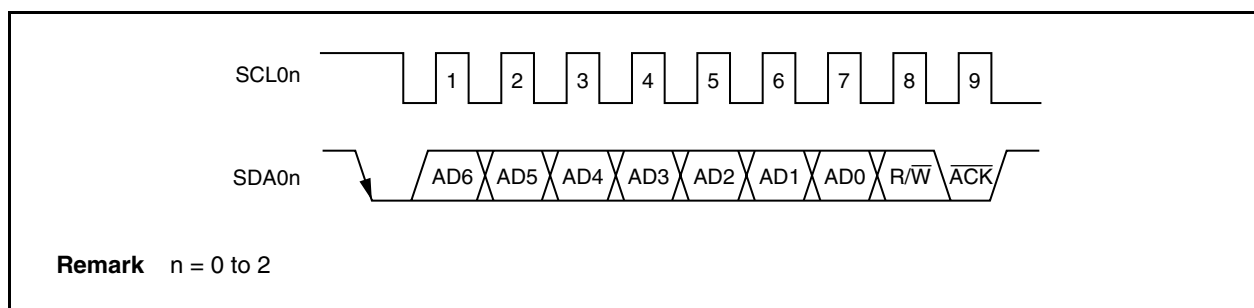 SCL0n 1 2 3 4 5 6 7 8 9
SDA0n AD6 AD5 AD4 AD3 AD2 AD1 AD0 R/W̅ A̅C̅K̅
Remark n = 0 to 2